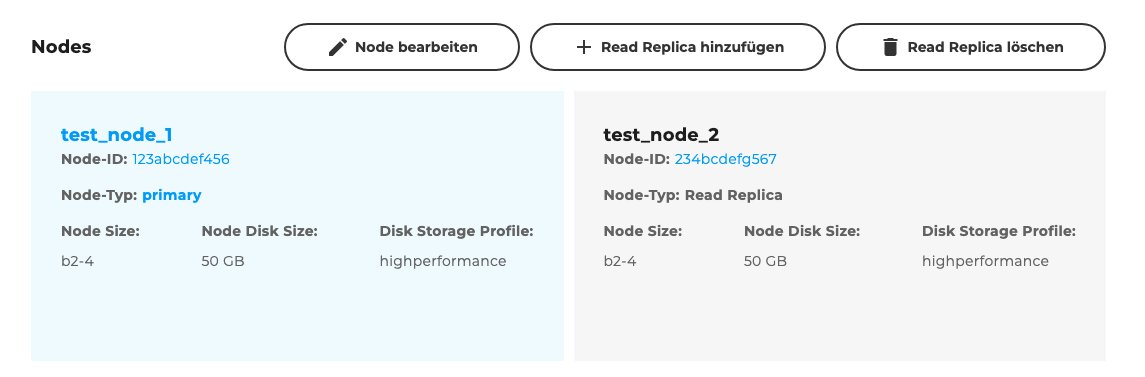 Nodes
Node bearbeiten
Read Replica hinzufügen
Read Replica löschen
test_node_1
Node-ID: 123abcdef456
Node-Typ: primary
Node Size: Node Disk Size: Disk Storage Profile:
b2-4 50 GB highperformance
test_node_2
Node-ID: 234bcdefg567
Node-Typ: Read Replica
Node Size: Node Disk Size: Disk Storage Profile:
b2-4 50 GB highperformance